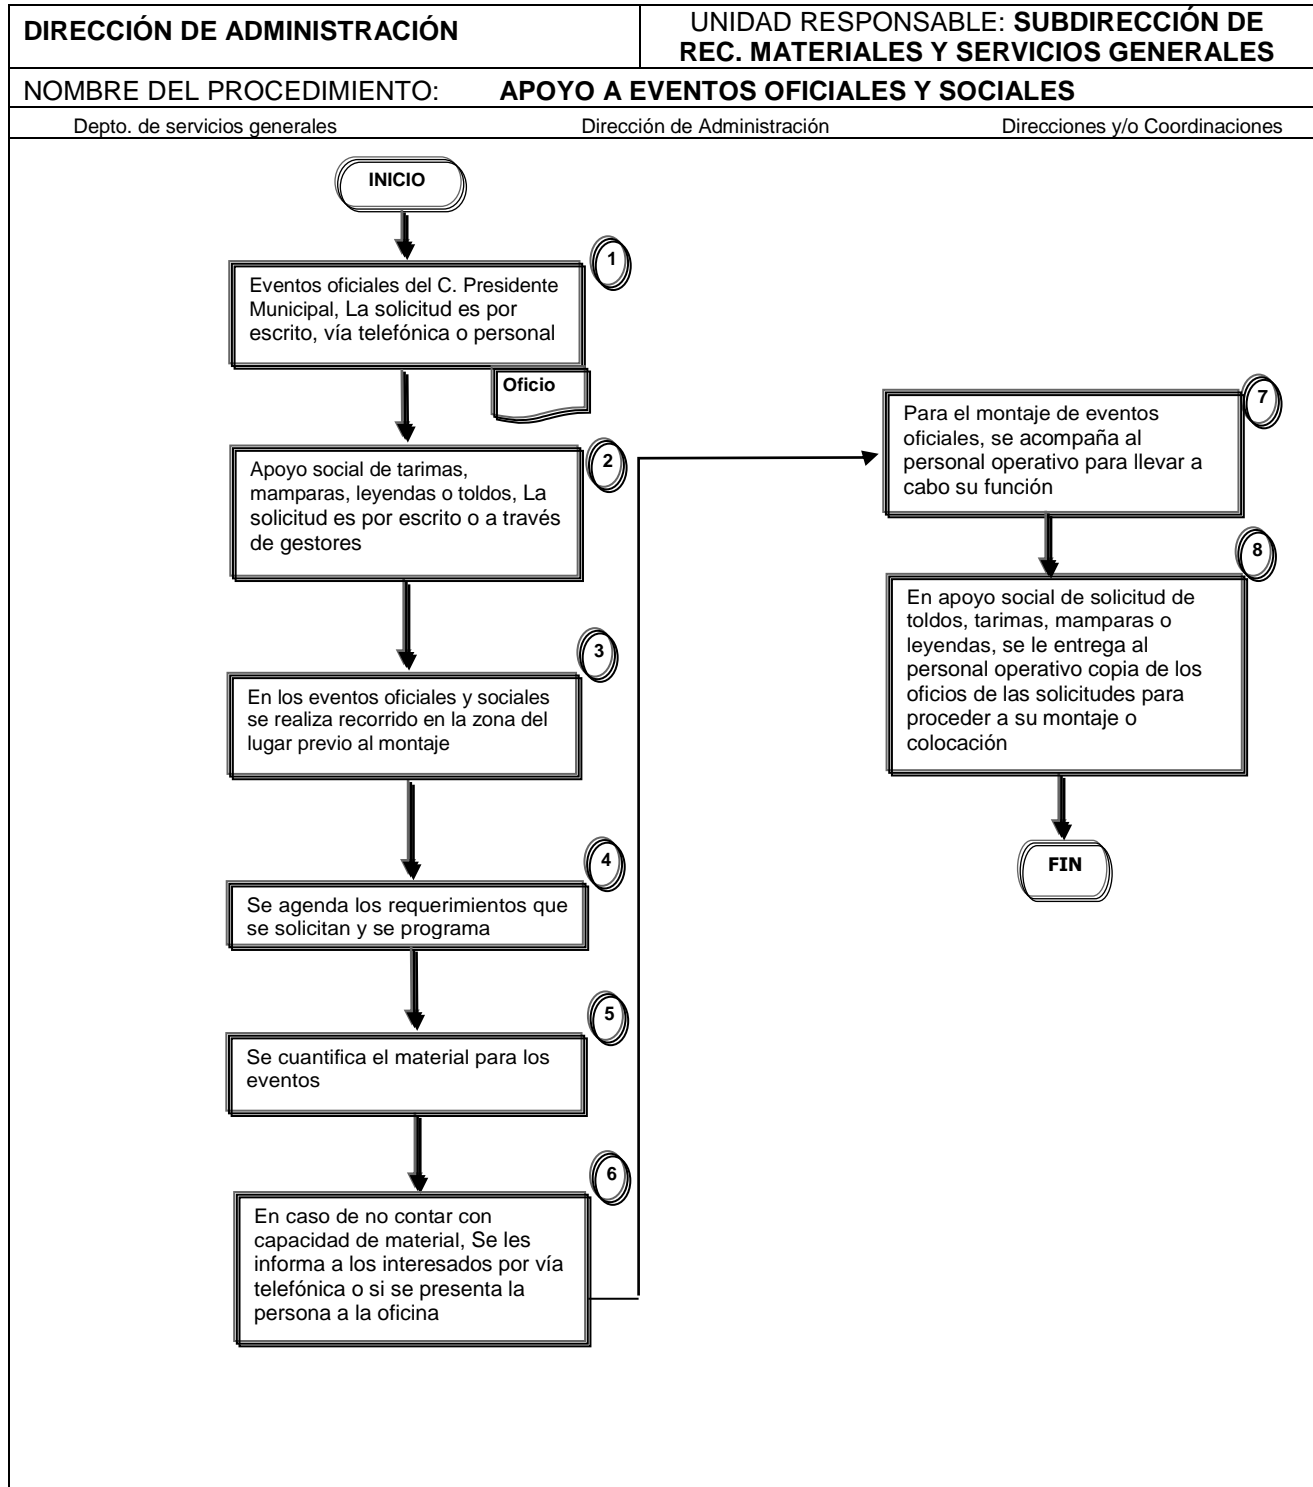 DIRECCIÓN DE ADMINISTRACIÓN
UNIDAD RESPONSABLE: SUBDIRECCIÓN DE
REC. MATERIALES Y SERVICIOS GENERALES
NOMBRE DEL PROCEDIMIENTO: APOYO A EVENTOS OFICIALES Y SOCIALES
Depto. de servicios generales
Dirección de Administración
Direcciones y/o Coordinaciones
INICIO
1
Eventos oficiales del C. Presidente
Municipal, La solicitud es por
escrito, vía telefónica o personal
Oficio
2
Apoyo social de tarimas,
mamparas, leyendas o toldos, La
solicitud es por escrito o a través
de gestores
3
En los eventos oficiales y sociales
se realiza recorrido en la zona del
lugar previo al montaje
4
Se agenda los requerimientos que
se solicitan y se programa
5
Se cuantifica el material para los
eventos
6
En caso de no contar con
capacidad de material, Se les
informa a los interesados por vía
telefónica o si se presenta la
persona a la oficina
7
Para el montaje de eventos
oficiales, se acompaña al
personal operativo para llevar a
cabo su función
8
En apoyo social de solicitud de
toldos, tarimas, mamparas o
leyendas, se le entrega al
personal operativo copia de los
oficios de las solicitudes para
proceder a su montaje o
colocación
FIN